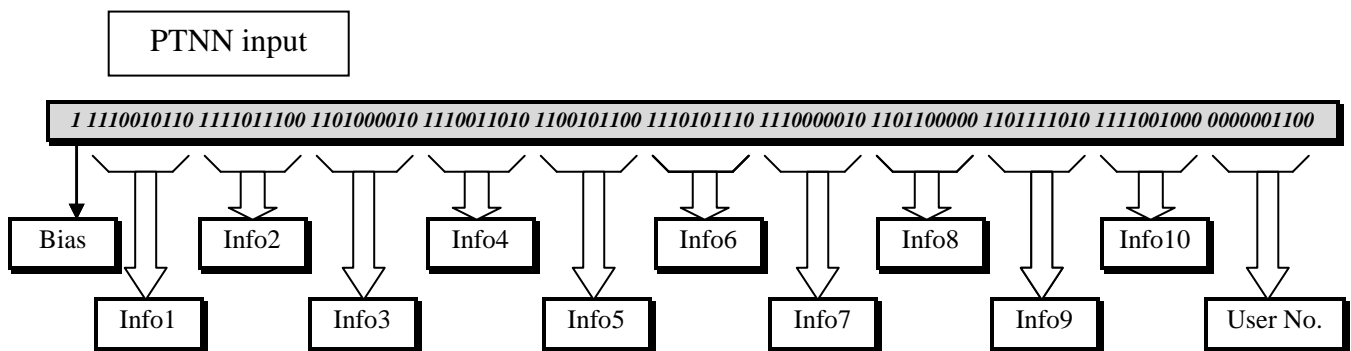 PTNN input
1 1110010110 1111011100 1101000010 1110011010 1100101100 1110101110 1110000010 1101100000 1101111010 1111001000 0000001100
Bias Info2 Info4 Info6 Info8 Info10
Info1 Info3 Info5 Info7 Info9 User No.